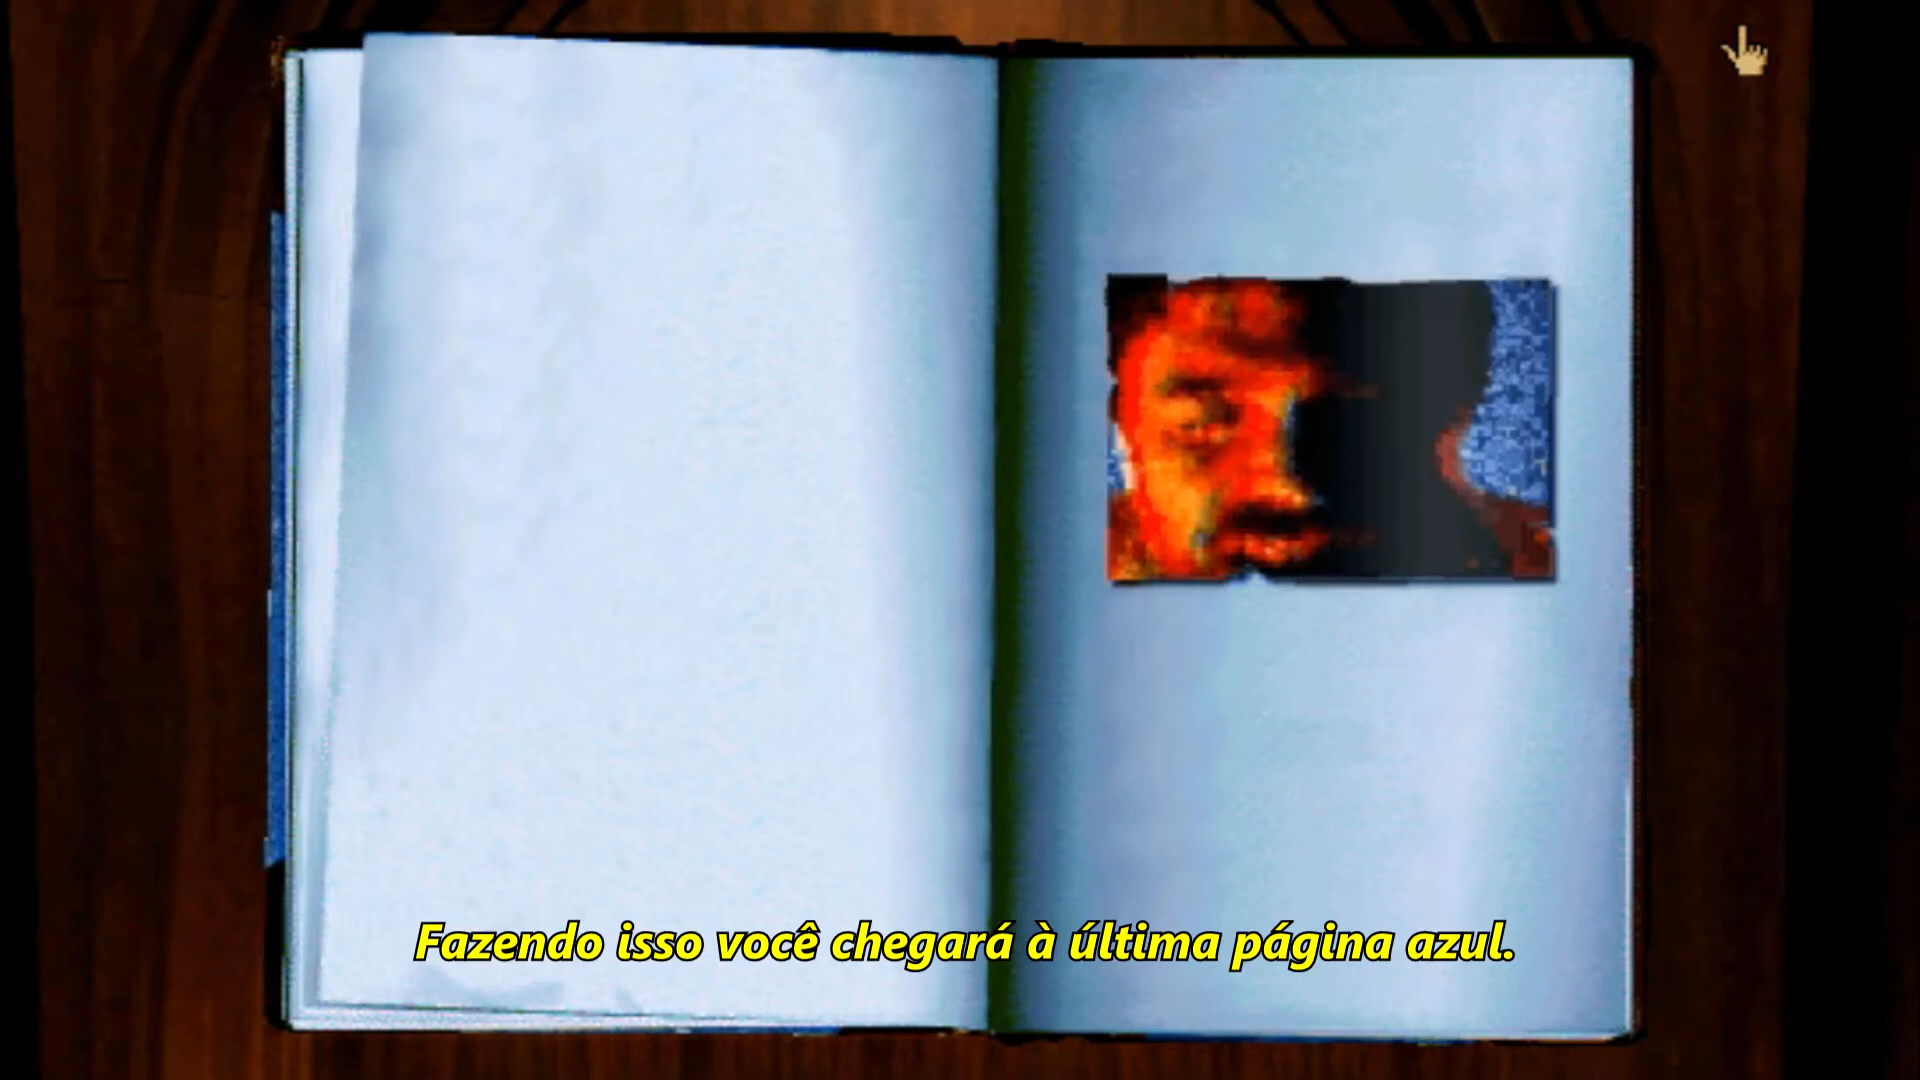 Fazendo isso você chegará à última página azul.